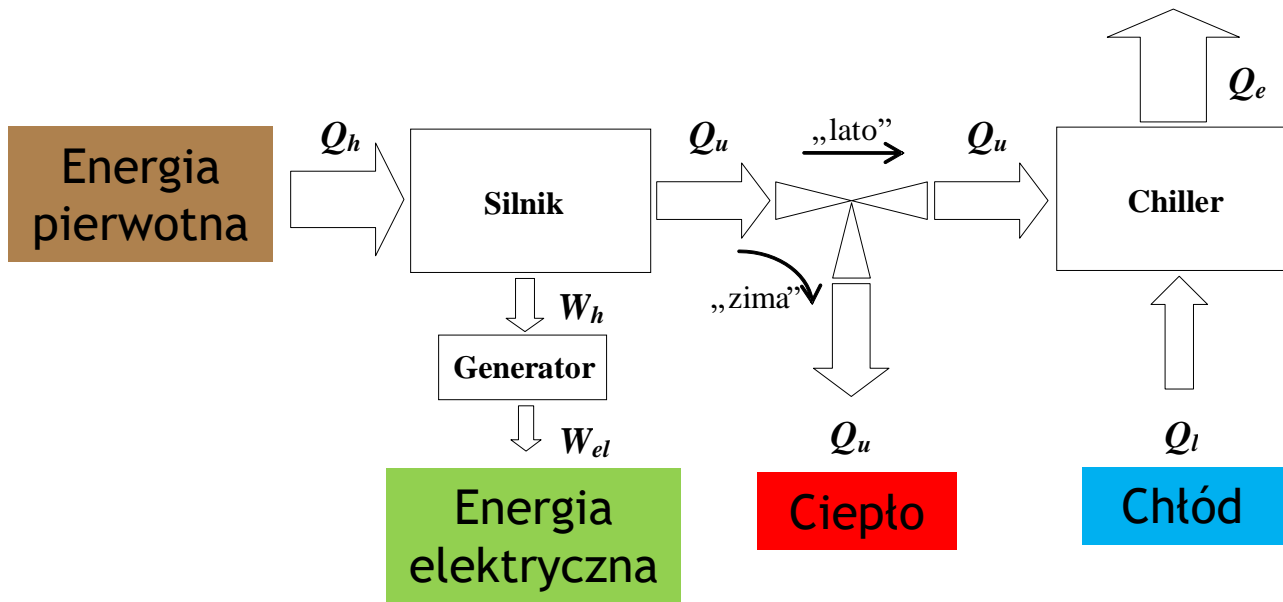 Energia
pierwotna
Qh
Silnik
Qu
„lato”
Qu
Qe
Chiller
„zima”
Wh
Generator
Wel
Energia
elektryczna
Qu
Ciepło
Ql
Chłód